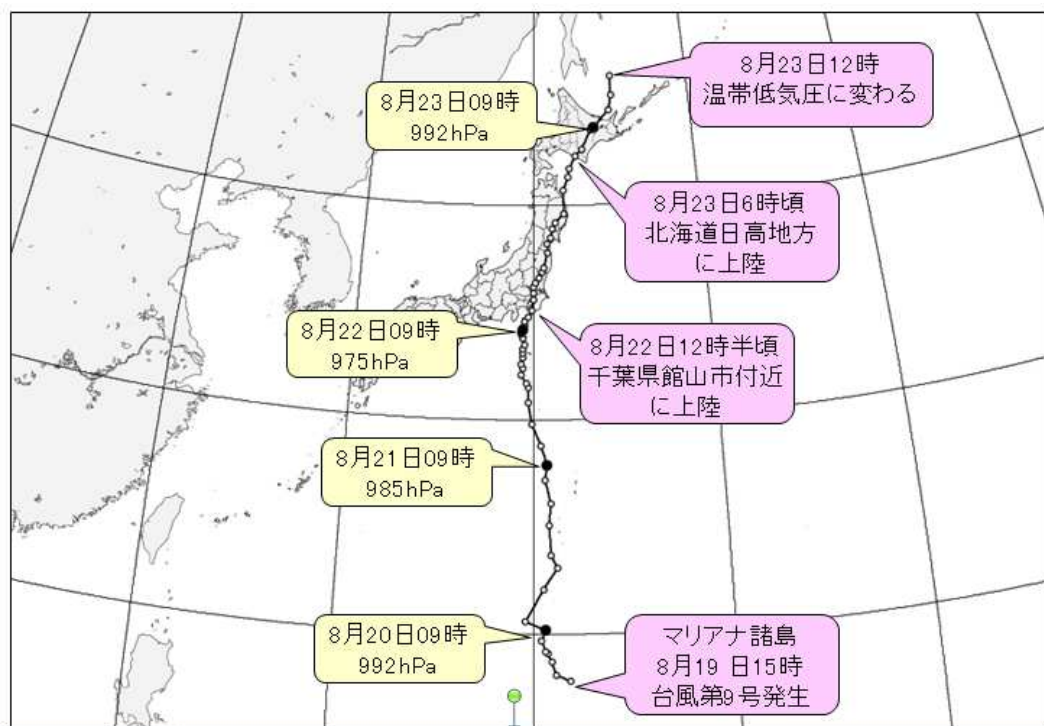 8月23日12時
温帯低気圧に変わる
8月23日09時
992hPa
8月23日6時頃
北海道日高地方
に上陸
8月22日09時
975hPa
8月22日12時半頃
千葉県館山市付近
に上陸
8月21日09時
985hPa
8月20日09時
992hPa
マリアナ諸島
8月19 日15時
台風第9号発生